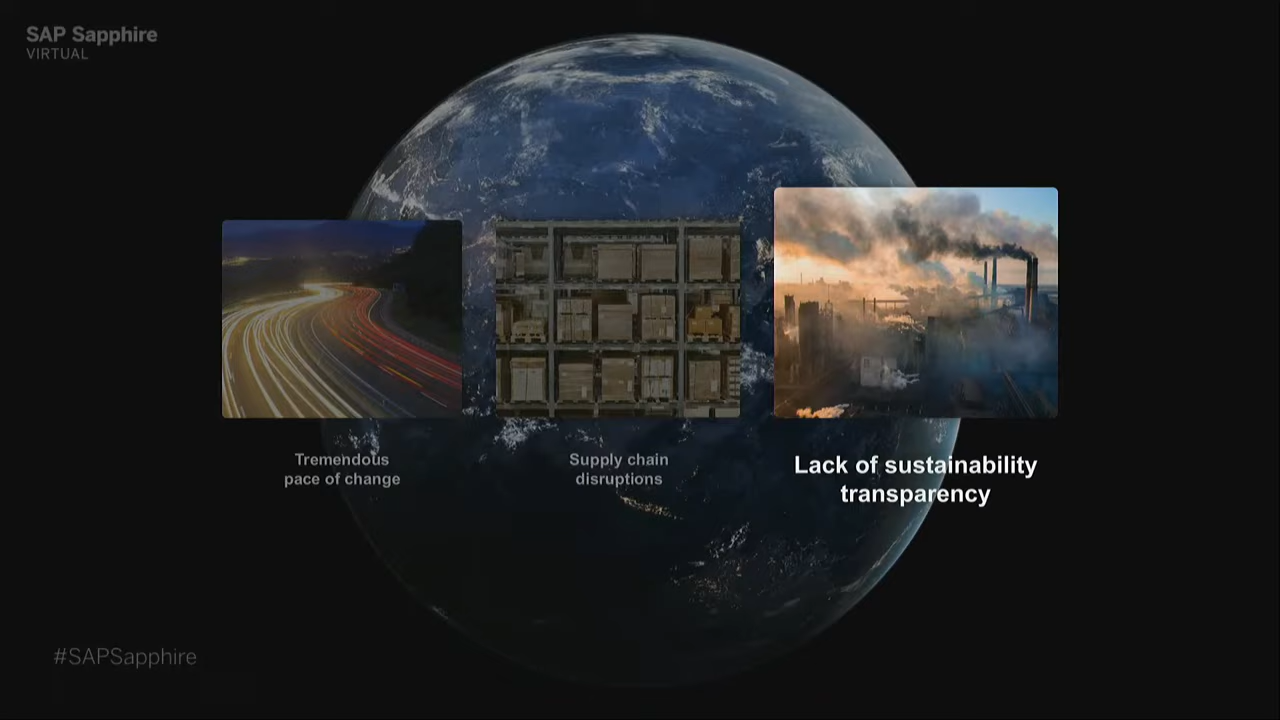 SAP Sapphire
VIRTUAL
Tremendous
pace of change
Supply chain
disruptions
Lack of sustainability
transparency
#SAPSapphire